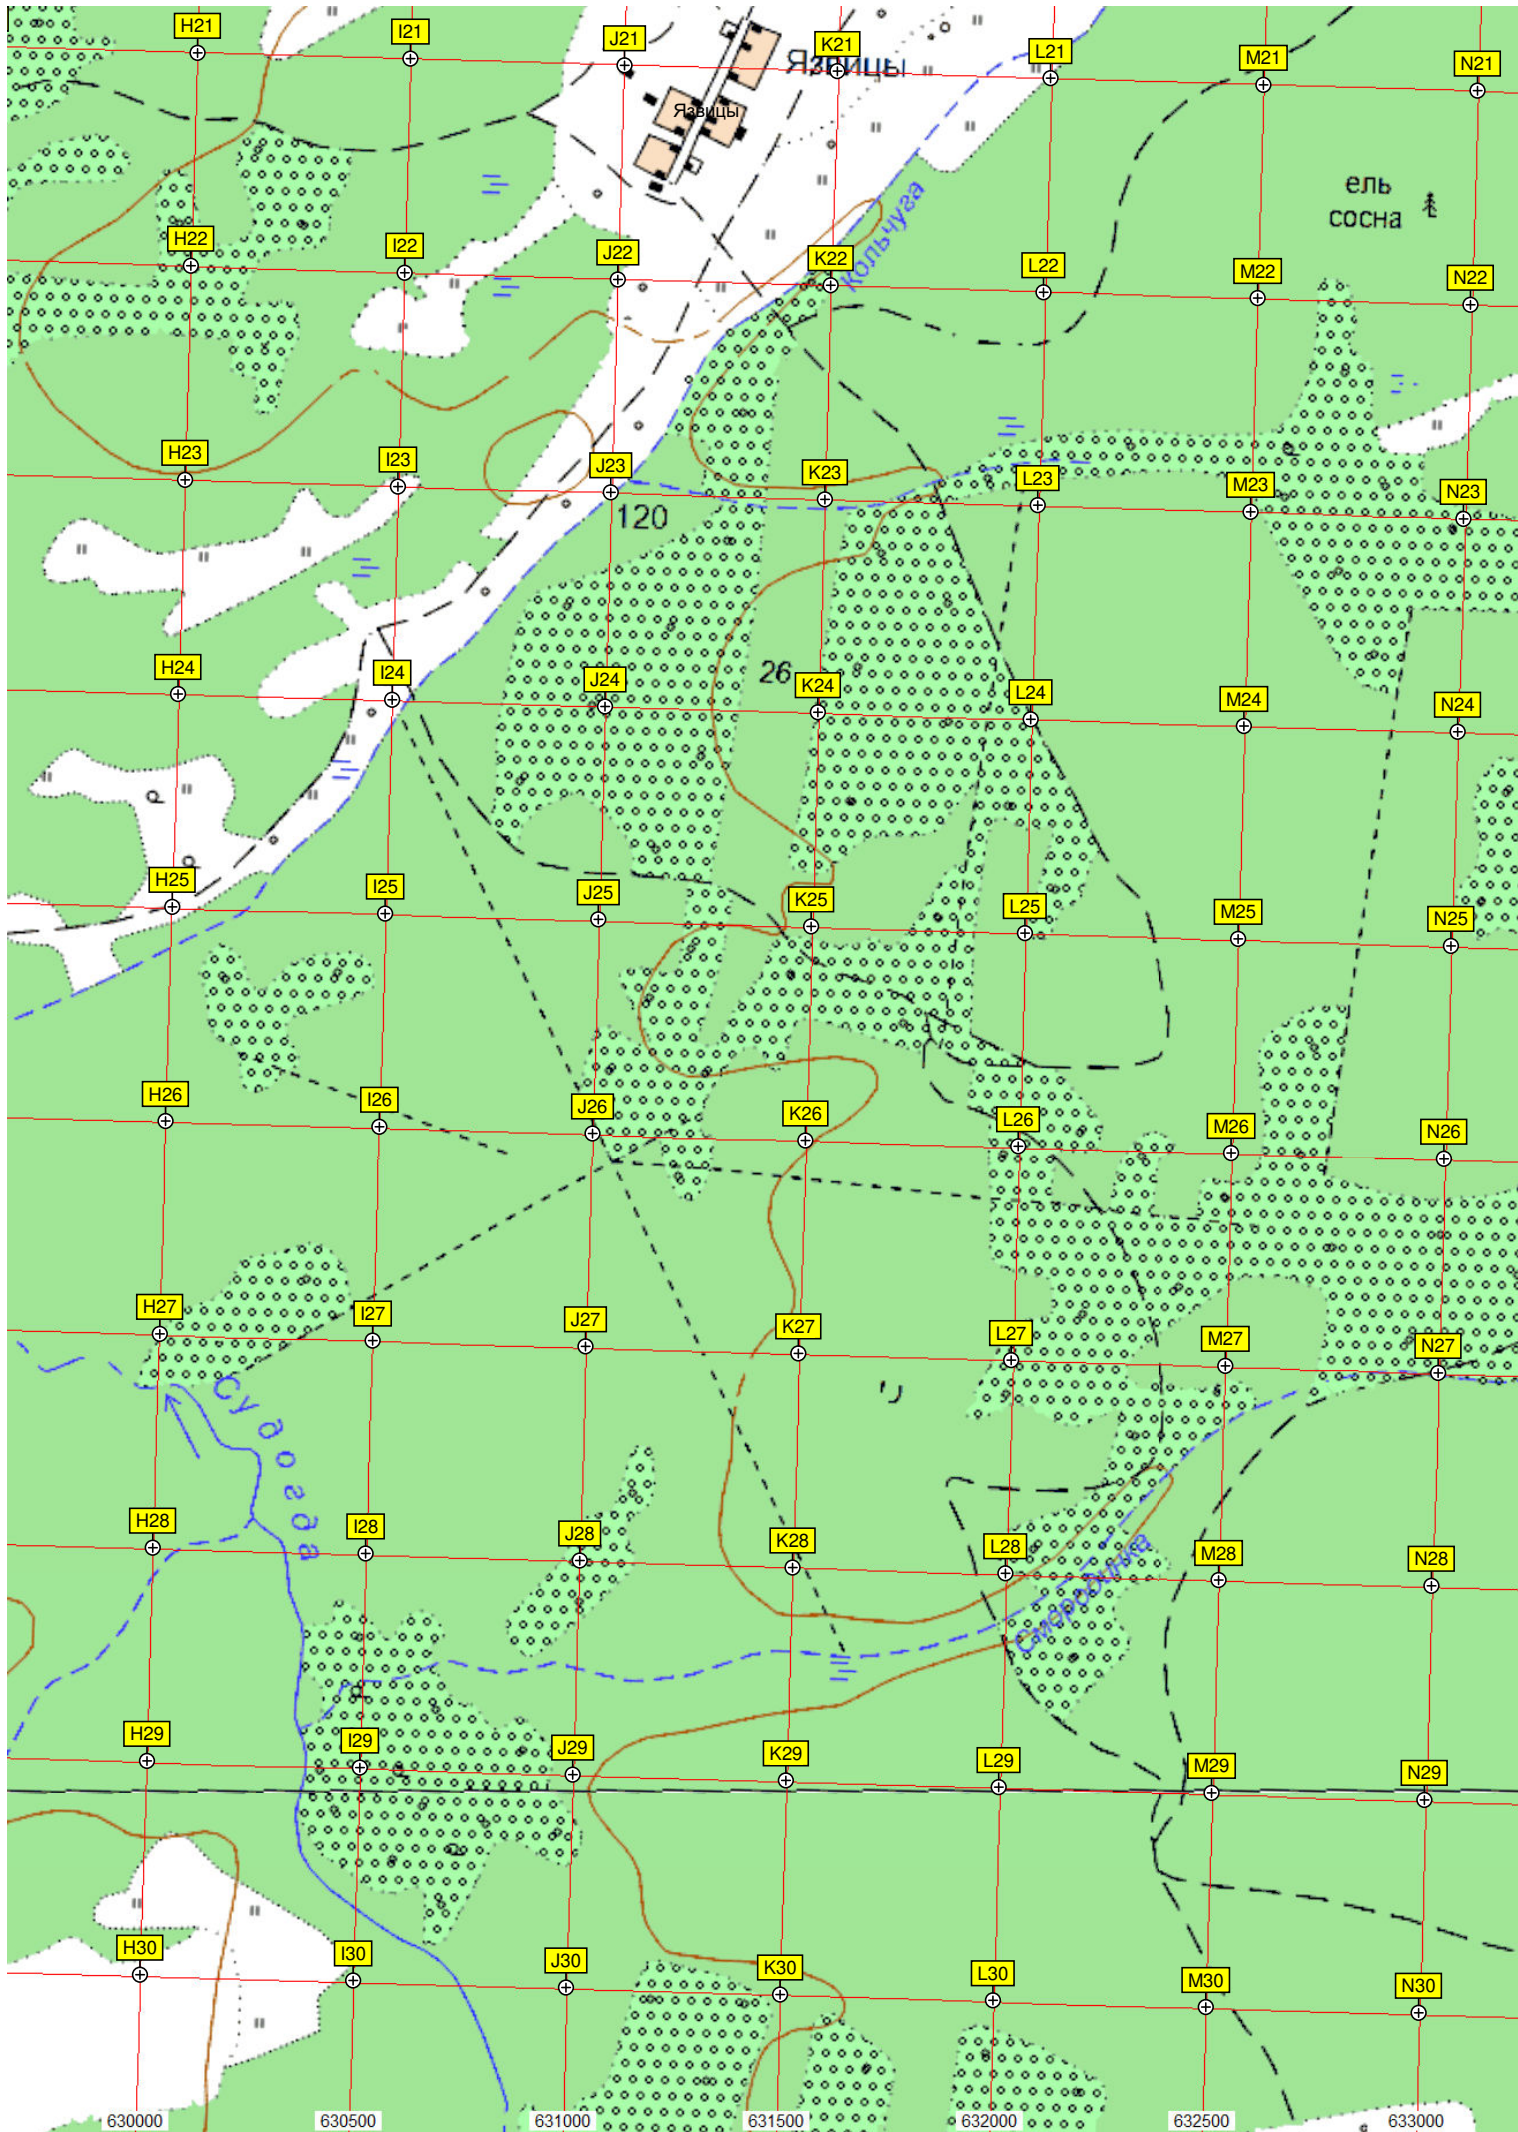 H21 I21 J21 K21 L21 M21 N21
Язвицы
Язвицы
ель
сосна
Кольчуга
H22 I22 J22 K22 L22 M22 N22
H23 I23 J23 K23 L23 M23 N23
120
26
H24 I24 J24 K24 L24 M24 N24
H25 I25 J25 K25 L25 M25 N25
H26 I26 J26 K26 L26 M26 N26
H27 I27 J27 K27 L27 M27 N27
Судогда
H28 I28 J28 K28 L28 M28 N28
Смородинка
H29 I29 J29 K29 L29 M29 N29
H30 I30 J30 K30 L30 M30 N30
630000 630500 631000 631500 632000 632500 633000